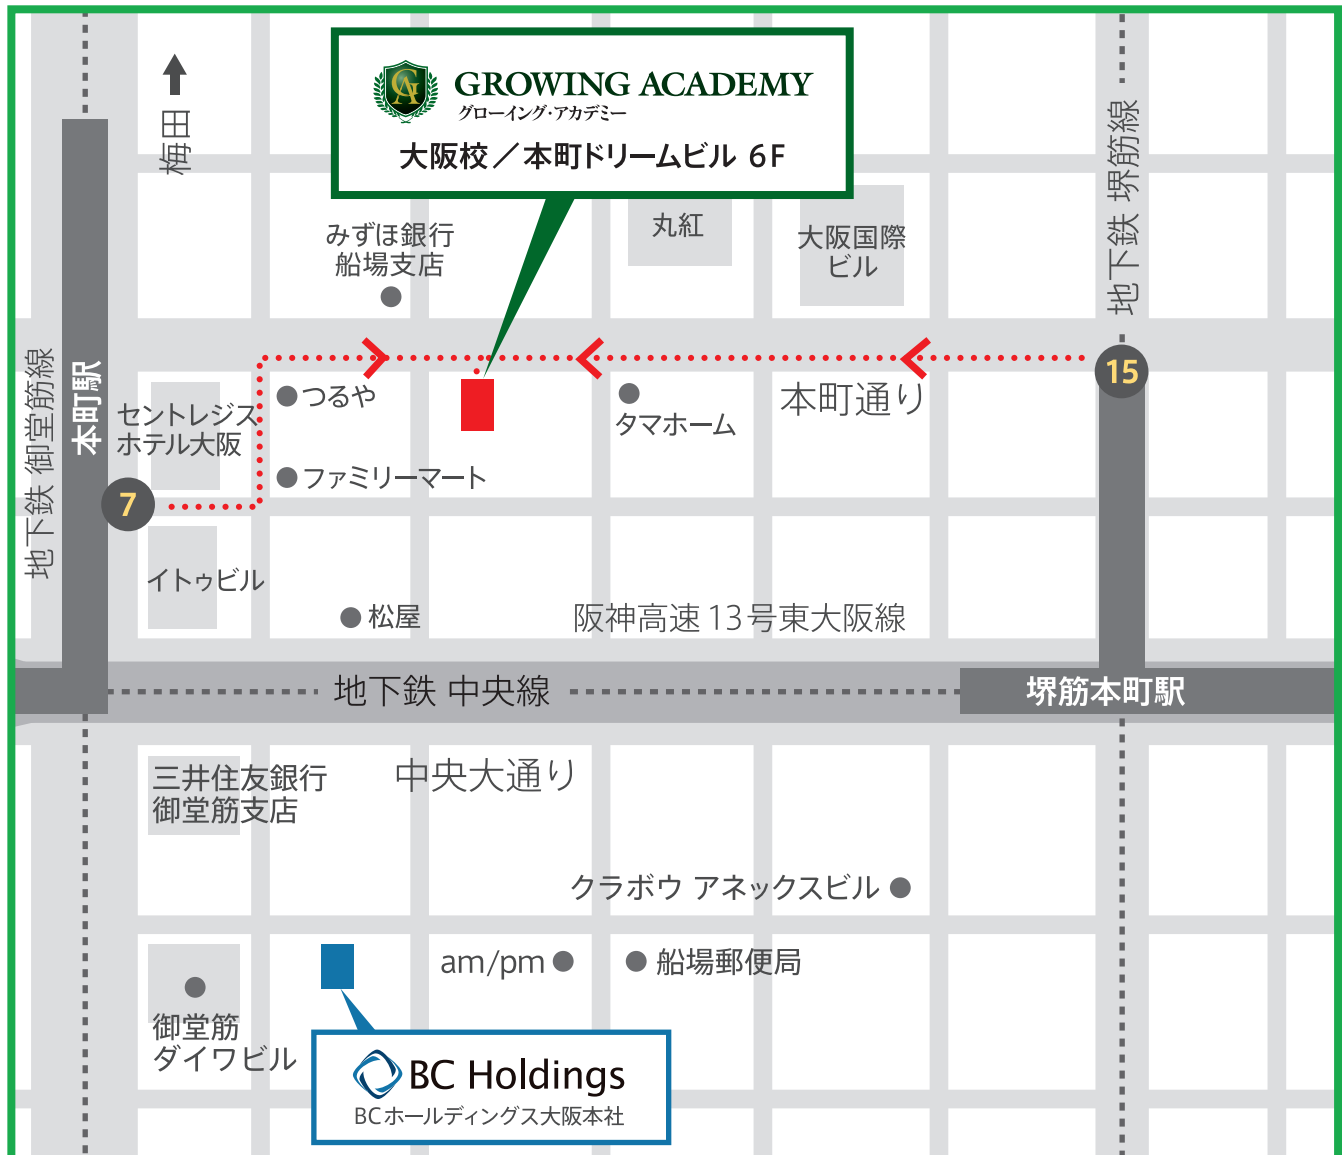 梅田
GROWING ACADEMY
グローイング・アカデミー
大阪校／本町ドリームビル 6F
地下鉄 堺筋線
みずほ銀行
船場支店
丸紅
大阪国際
ビル
地下鉄 御堂筋線
本町駅
15
セントレジス
ホテル大阪
つるや
タマホーム
本町通り
ファミリーマート
7
イトゥビル
松屋
阪神高速13号東大阪線
地下鉄 中央線
堺筋本町駅
三井住友銀行
御堂筋支店
中央大通り
クラボウ アネックスビル
am/pm
船場郵便局
御堂筋
ダイワビル
BC Holdings
BCホールディングス大阪本社